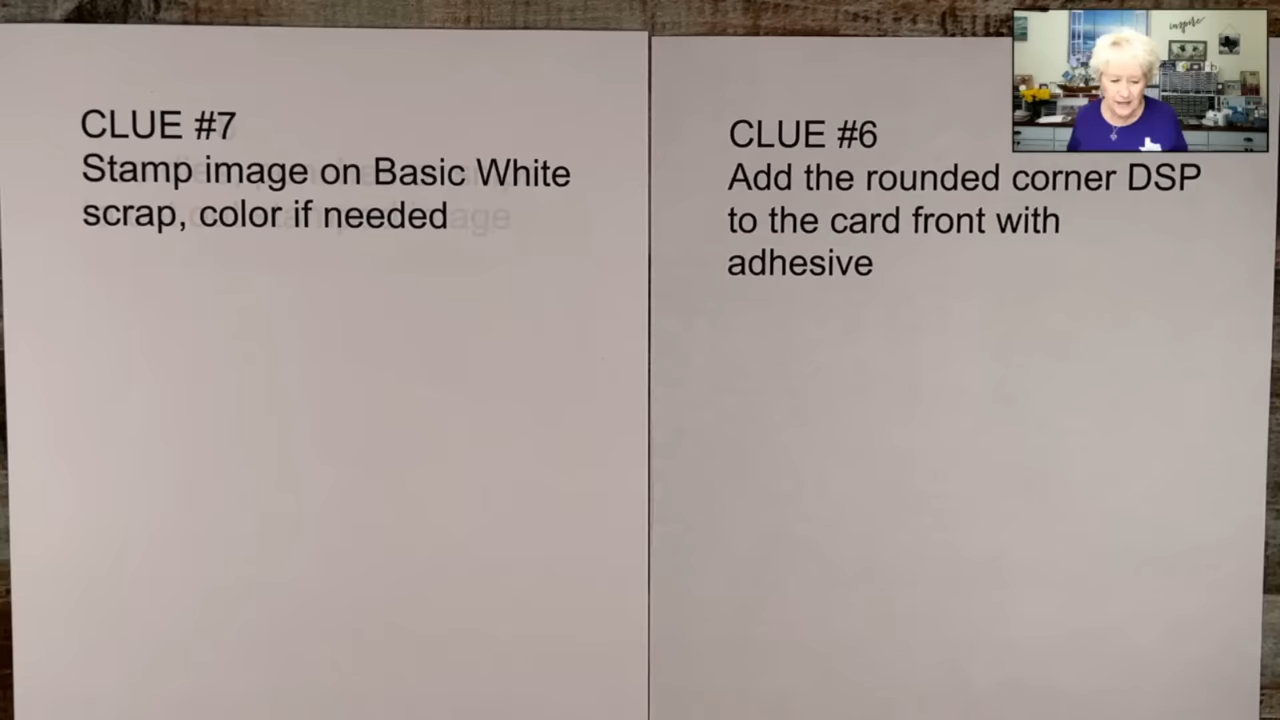 CLUE #7
Stamp image on Basic White
scrap, color if needed
CLUE #6
Add the rounded corner DSP
to the card front with
adhesive
inspire